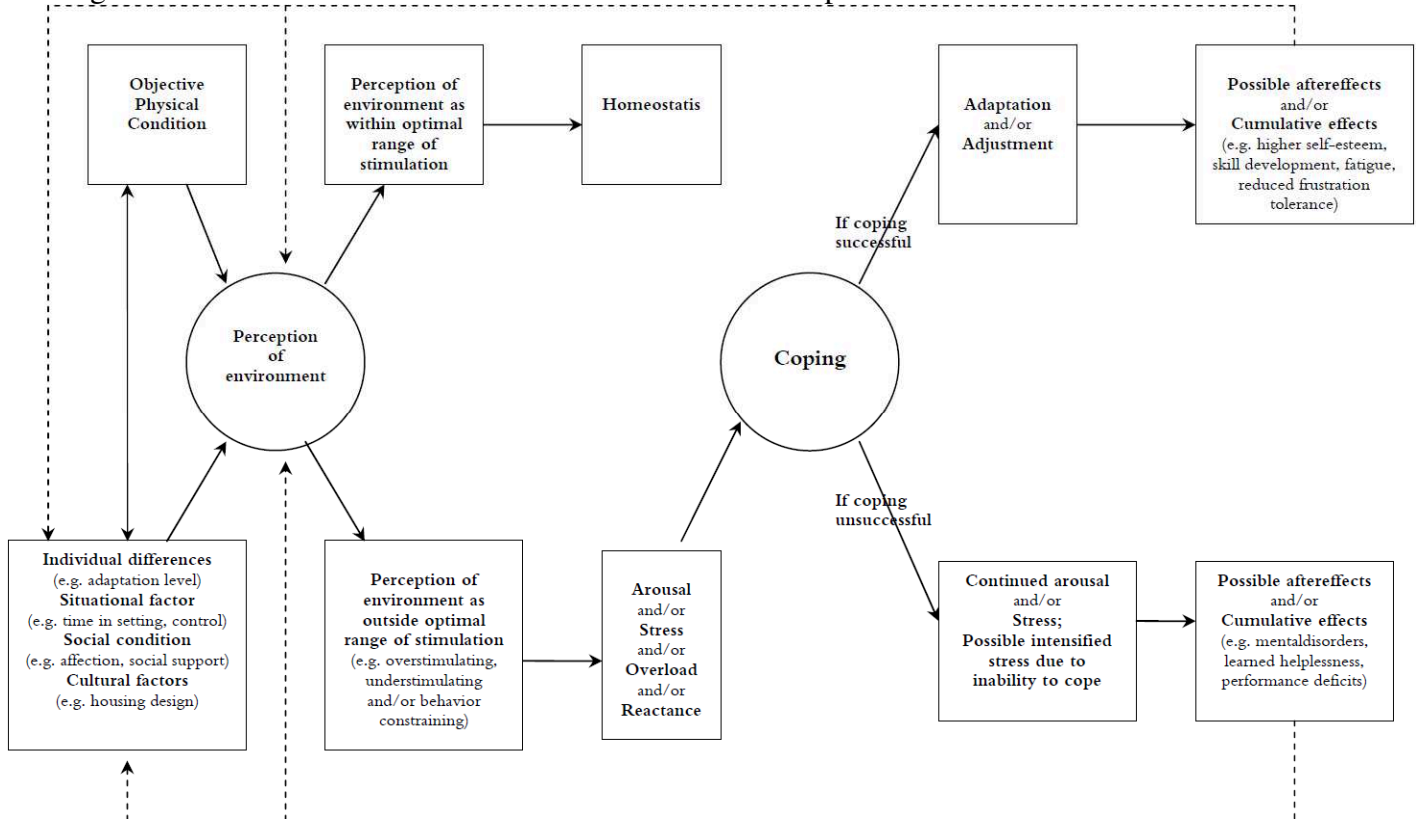 Objective
Physical
Condition
Perception of
environment as
within optimal
range of
stimulation
Homeostatis
Adaptation
and/or
Adjustment
Possible aftereffects
and/or
Cumulative effects
(e.g. higher self-esteem,
skill development, fatigue,
reduced frustration
tolerance)
If coping
successful
Perception
of
environment
Coping
If coping
unsuccessful
Individual differences
(e.g. adaptation level)
Situational factor
(e.g. time in setting, control)
Social condition
(e.g. affection, social support)
Cultural factors
(e.g. housing design)
Perception of
environment as
outside optimal
range of stimulation
(e.g. overstimulating,
understimulating
and/or behavior
constraining)
Arousal
and/or
Stress
and/or
Overload
and/or
Reactance
Continued arousal
and/or
Stress;
Possible intensified
stress due to
inability to cope
Possible aftereffects
and/or
Cumulative effects
(e.g. mentaldisorders,
learned helplessness,
performance deficits)